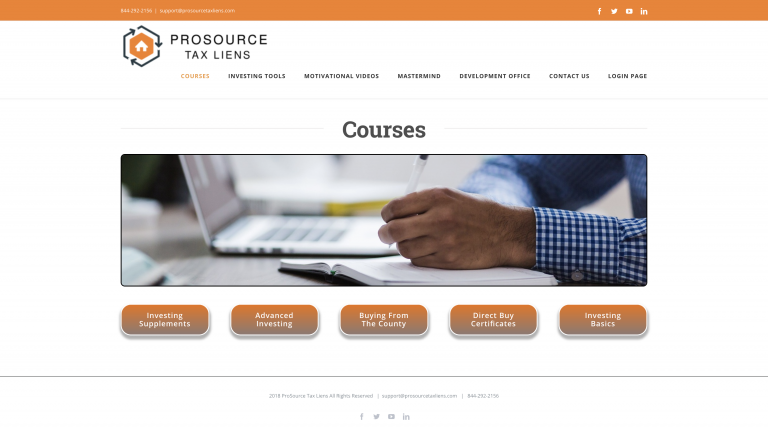 844-292-2156 | support@prosourcetaxliens.com
PROSOURCE
TAX LIENS
COURSES INVESTING TOOLS MOTIVATIONAL VIDEOS MASTERMIND DEVELOPMENT OFFICE CONTACT US LOGIN PAGE
Courses
Investing
Supplements
Advanced
Investing
Buying From
The County
Direct Buy
Certificates
Investing
Basics
2018 ProSource Tax Liens All Rights Reserved | support@prosourcetaxliens.com | 844-292-2156